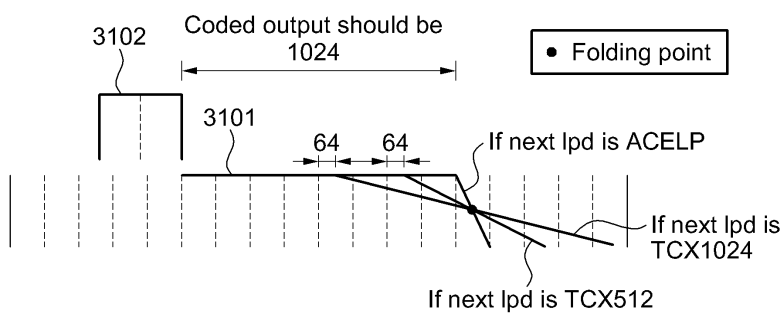 Coded output should be
1024
3102
Folding point
3101
64
64
If next lpd is ACELP
If next lpd is
TCX1024
If next lpd is TCX512